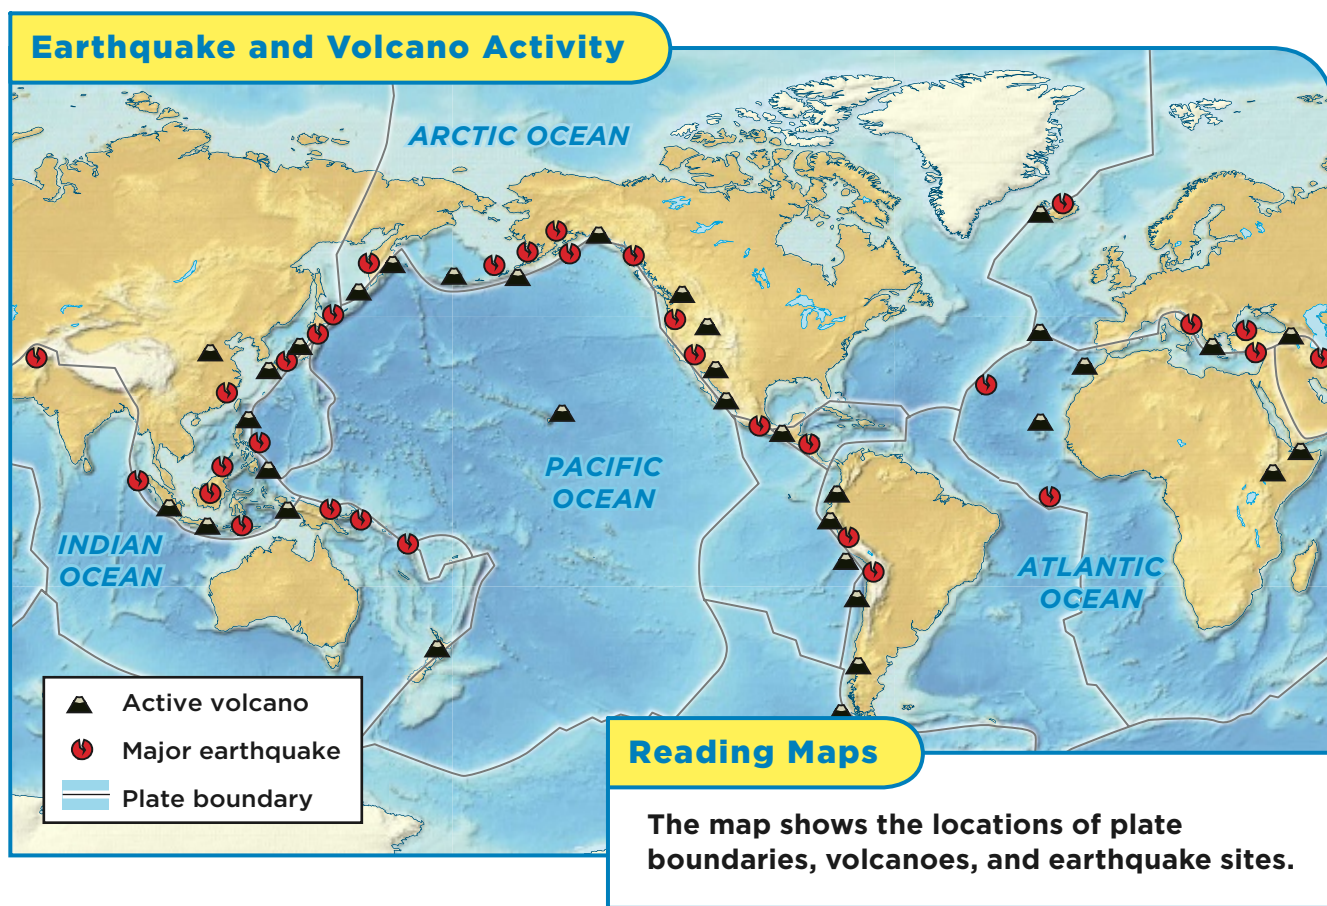 Earthquake and Volcano Activity
ARCTIC OCEAN
PACIFIC
OCEAN
INDIAN
OCEAN
ATLANTIC
OCEAN
Active volcano
Major earthquake
Plate boundary
Reading Maps
The map shows the locations of plate
boundaries, volcanoes, and earthquake sites.